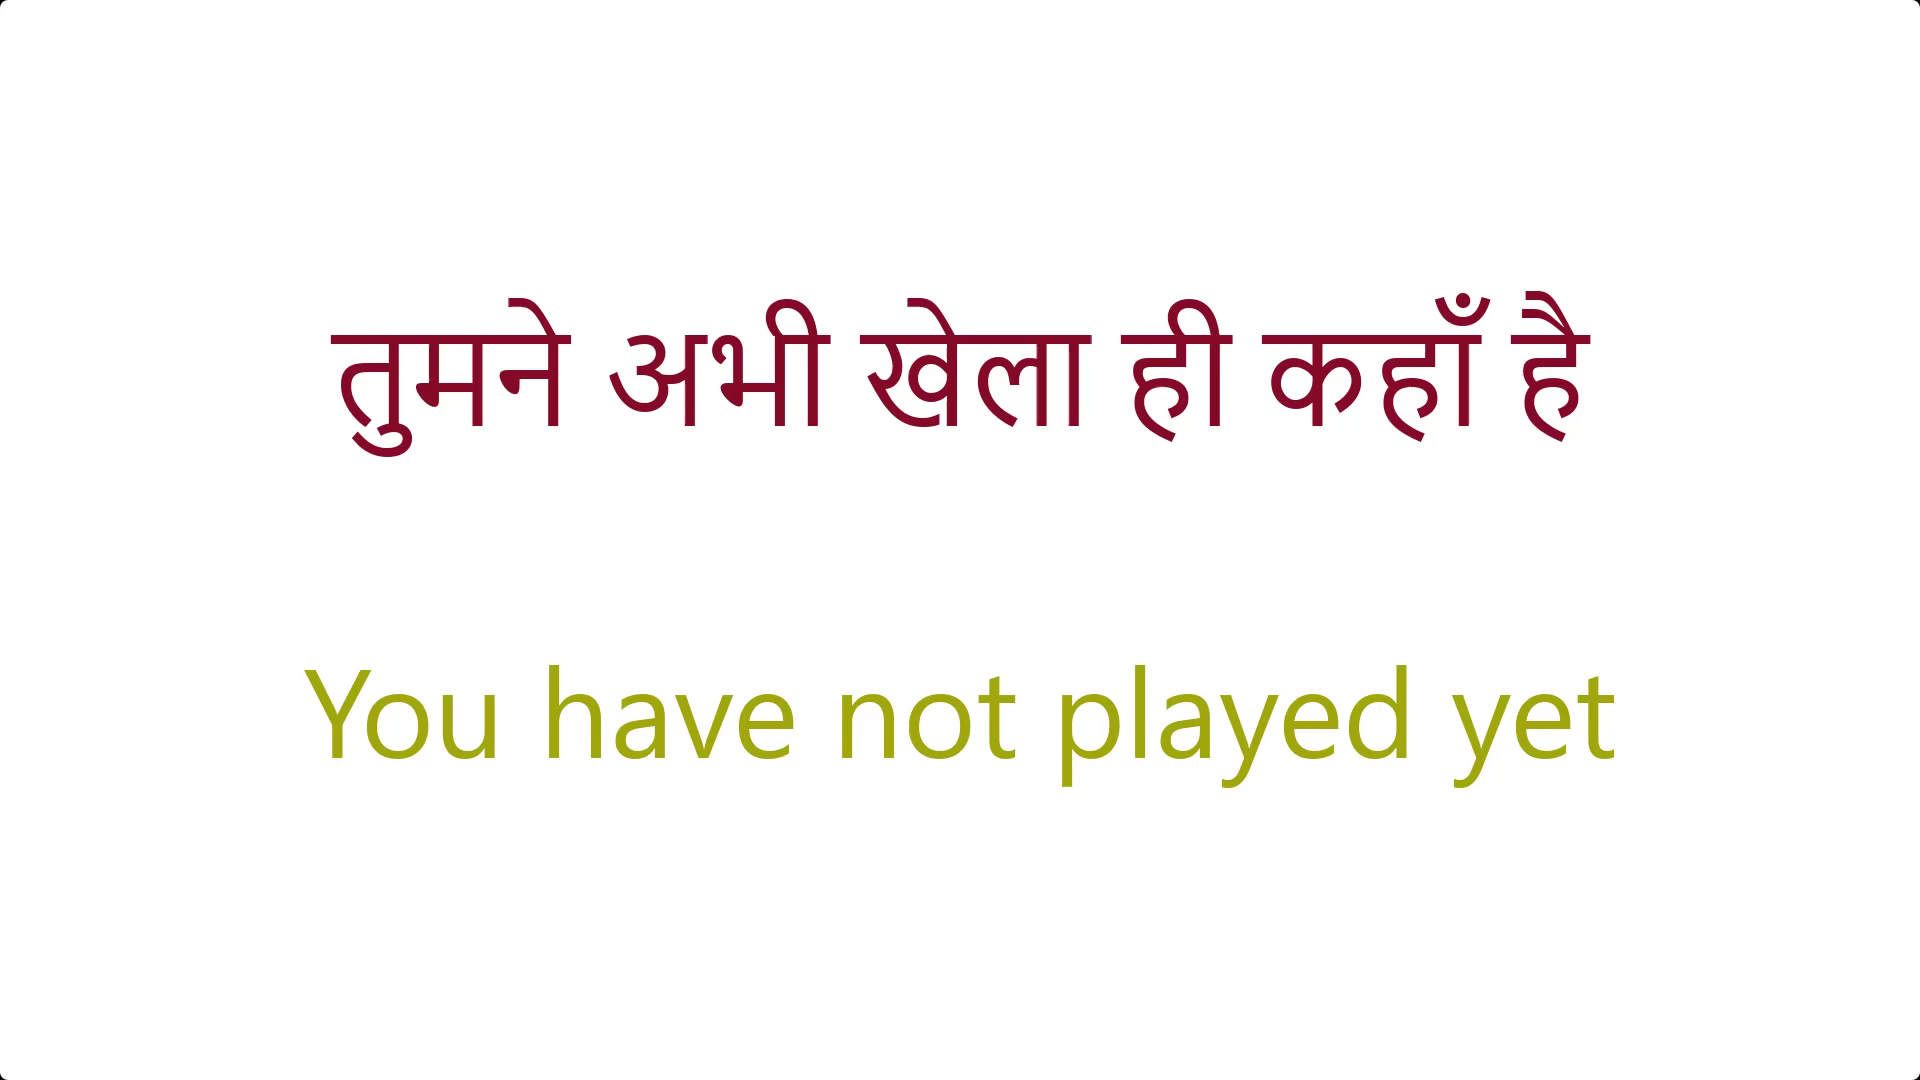 तुमने अभी खेला ही कहाँ है
You have not played yet